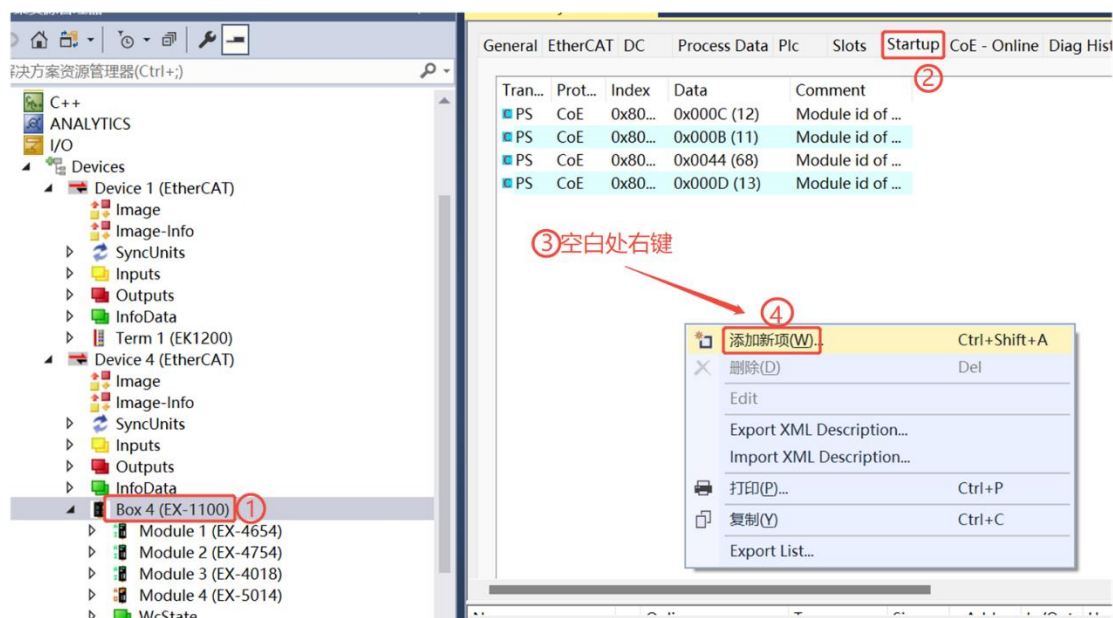 解决方案资源管理器(Ctrl+;)
C++
ANALYTICS
I/O
Devices
Device 1 (EtherCAT)
Image
Image-Info
SyncUnits
Inputs
Outputs
InfoData
Term 1 (EK1200)
Device 4 (EtherCAT)
Image
Image-Info
SyncUnits
Inputs
Outputs
InfoData
Box 4 (EX-1100) ①
Module 1 (EX-4654)
Module 2 (EX-4754)
Module 3 (EX-4018)
Module 4 (EX-5014)
WcState
General EtherCAT DC Process Data Plc Slots Startup CoE - Online Diag Hist
②
Tran... Prot... Index Data Comment
PS CoE 0x80... 0x000C (12) Module id of ...
PS CoE 0x80... 0x000B (11) Module id of ...
PS CoE 0x80... 0x0044 (68) Module id of ...
PS CoE 0x80... 0x000D (13) Module id of ...
③空白处右键
④
添加新项(W)... Ctrl+Shift+A
删除(D) Del
Edit
Export XML Description...
Import XML Description...
打印(P)... Ctrl+P
复制(Y) Ctrl+C
Export List...